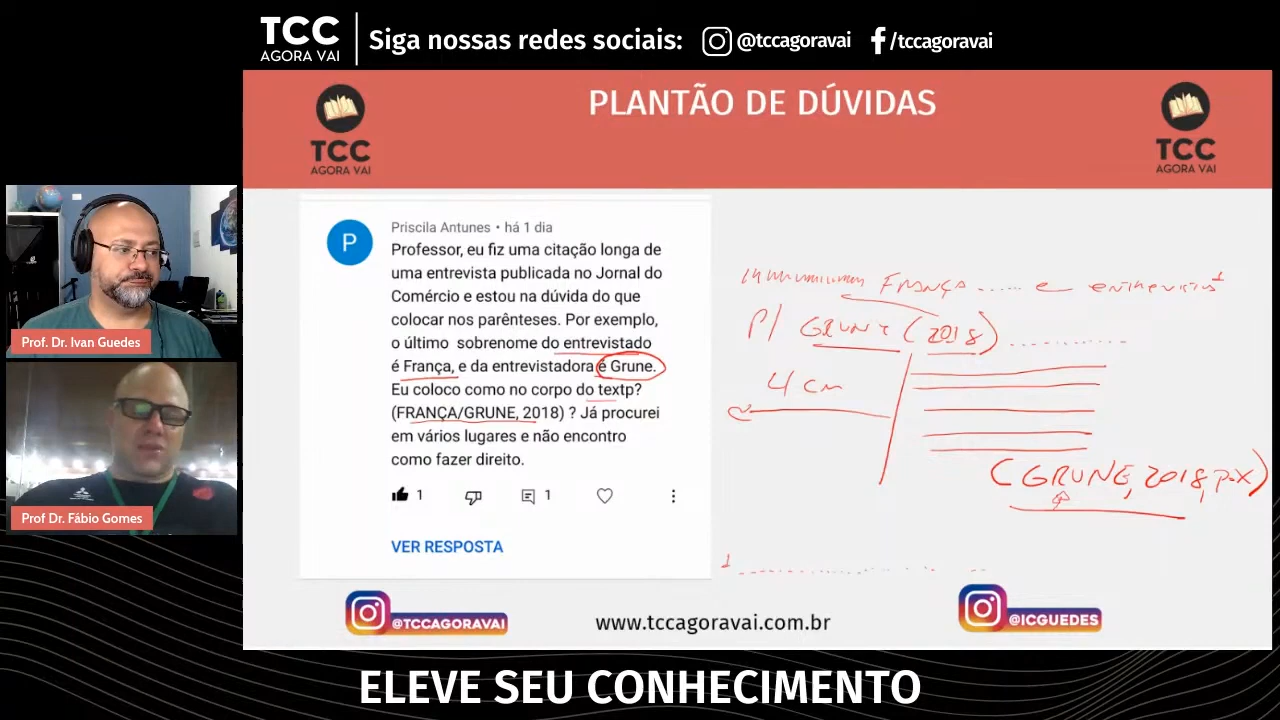 TCC
AGORA VAI
Siga nossas redes sociais:
@tccagoravai
/tccagoravai
TCC
AGORA VAI
PLANTÃO DE DÚVIDAS
TCC
AGORA VAI
P
Priscila Antunes • há 1 dia
Professor, eu fiz uma citação longa de
uma entrevista publicada no Jornal do
Comércio e estou na dúvida do que
colocar nos parênteses. Por exemplo,
o último sobrenome do entrevistado
é França, e da entrevistadora é Grune.
Eu coloco como no corpo do textp?
(FRANÇA/GRUNE, 2018) ? Já procurei
em vários lugares e não encontro
como fazer direito.
1
1
VER RESPOSTA
FRANÇA ...... e
P/ GRUNE (2018)
4 cm
(GRUNE, 2018, p.X)
1
Prof. Dr. Ivan Guedes
Prof Dr. Fábio Gomes
@TCCAGORAVAI
www.tccagoravai.com.br
@ICGUEDES
ELEVE SEU CONHECIMENTO